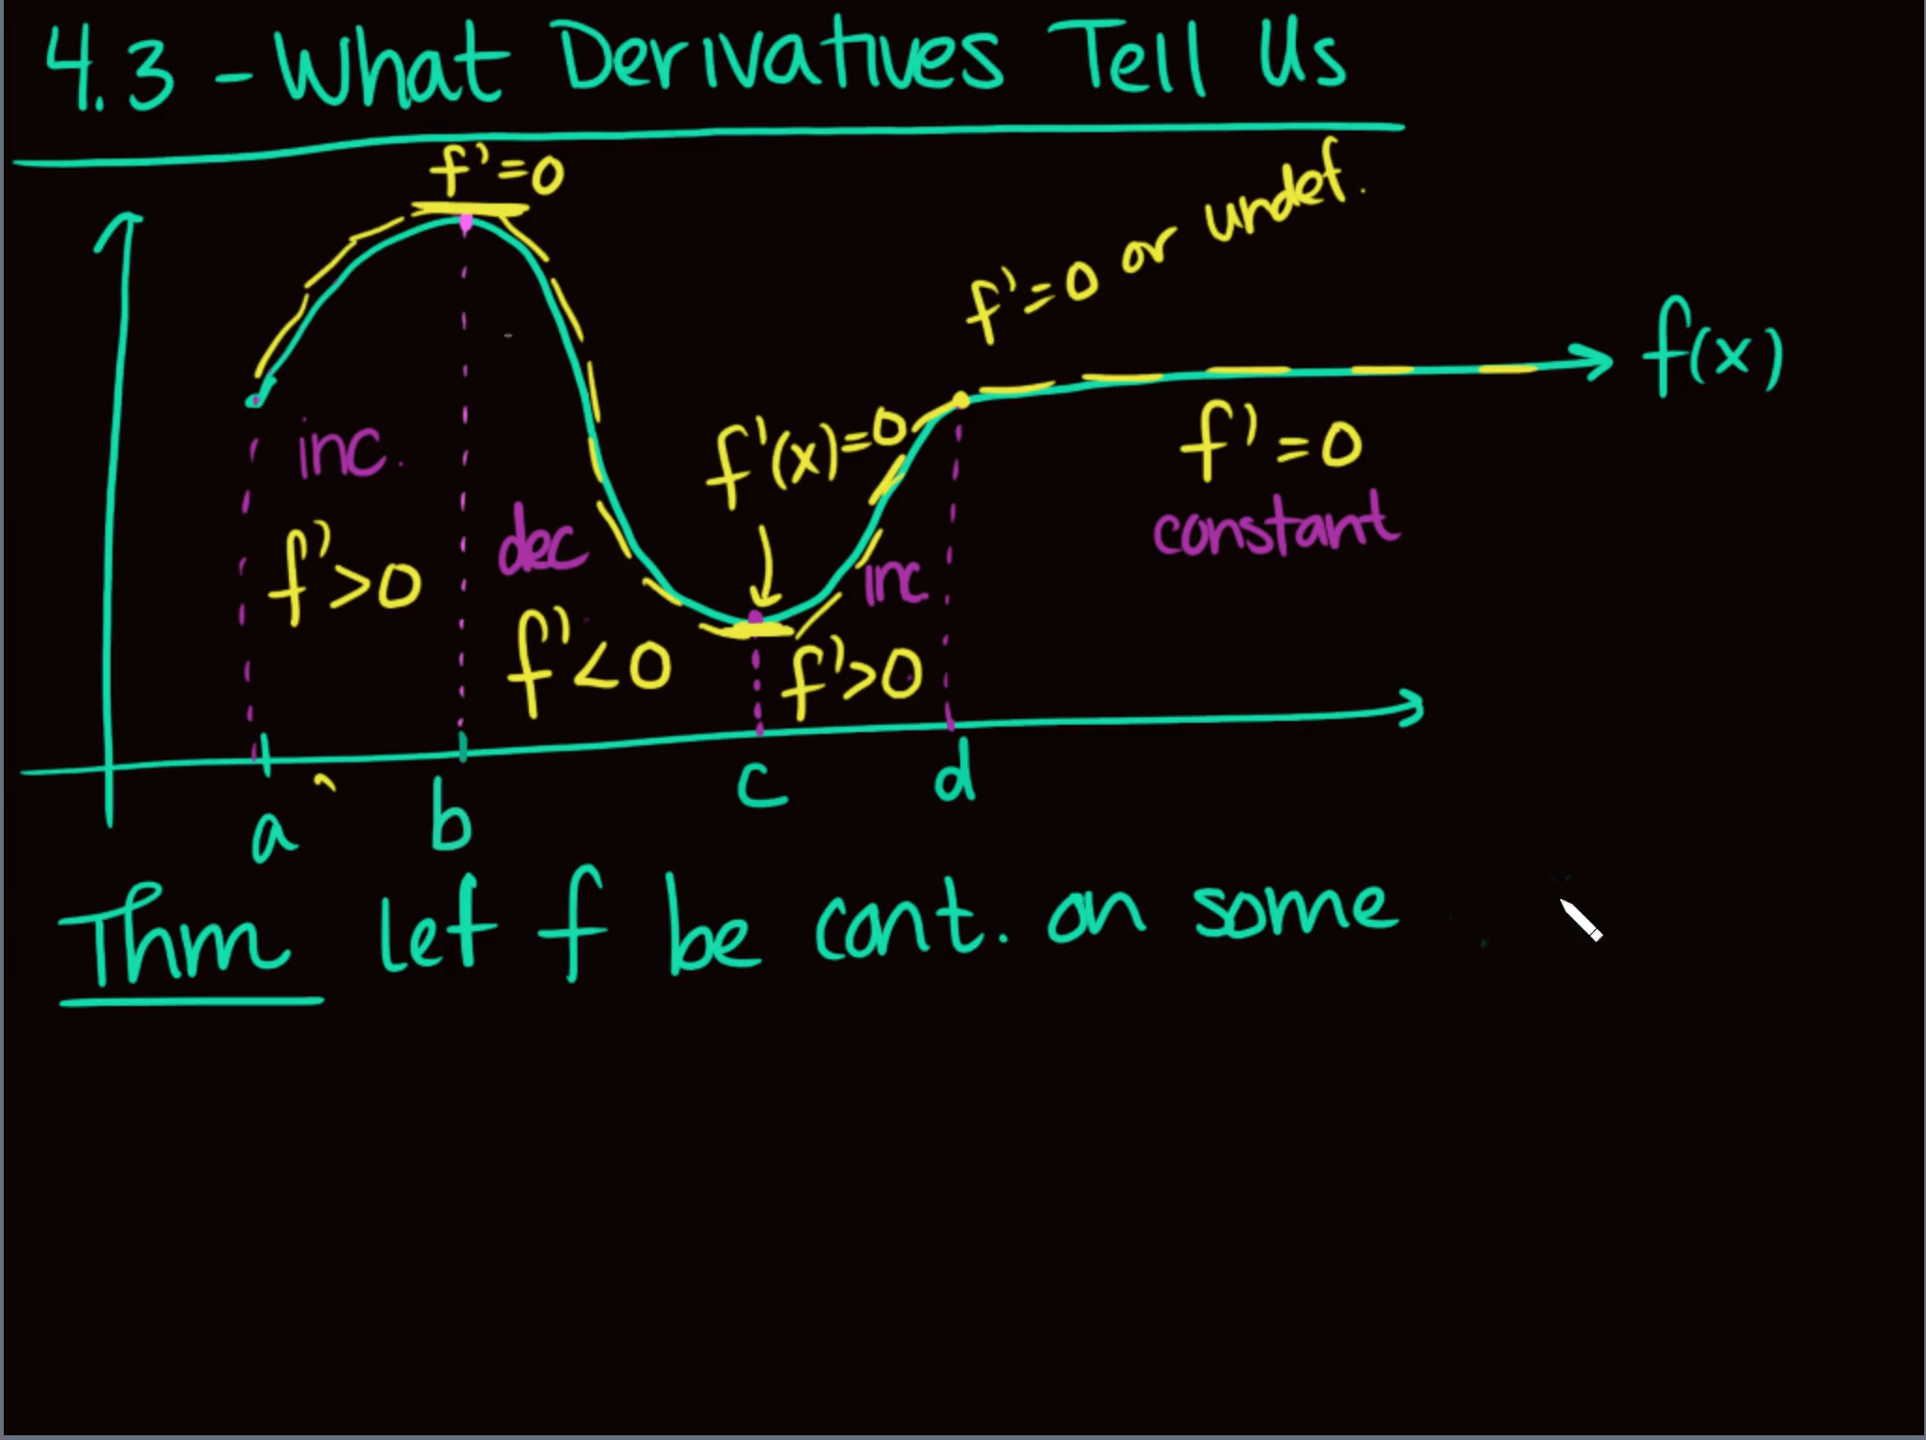 4.3 - What Derivatives Tell Us
f'=0
f'=0 or undef.
f(x)
inc.
f'(x)=0
f'=0
f'>0
dec
inc
constant
f'<0
f'>0
a
b
c
d
Thm Let f be cont. on some